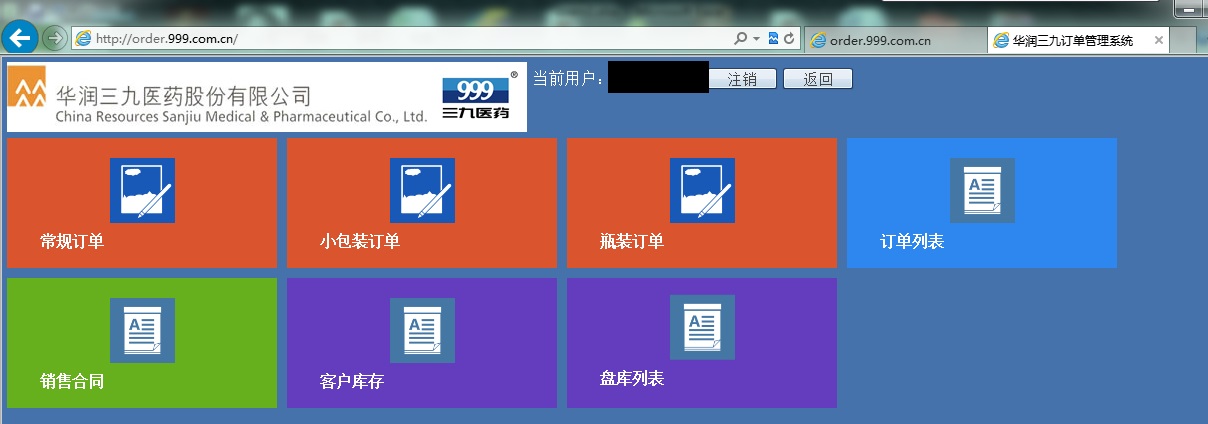 http://order.999.com.cn/
order.999.com.cn
华润三九订单管理系统
华润三九医药股份有限公司
China Resources Sanjiu Medical & Pharmaceutical Co., Ltd.
999®
三九医药
当前用户：
注销
返回
常规订单
小包装订单
瓶装订单
订单列表
销售合同
客户库存
盘库列表